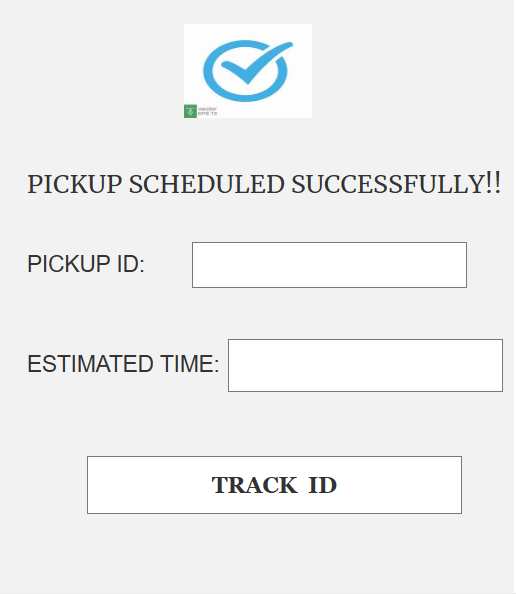 PICKUP SCHEDULED SUCCESSFULLY!!
PICKUP ID:
ESTIMATED TIME:
TRACK ID